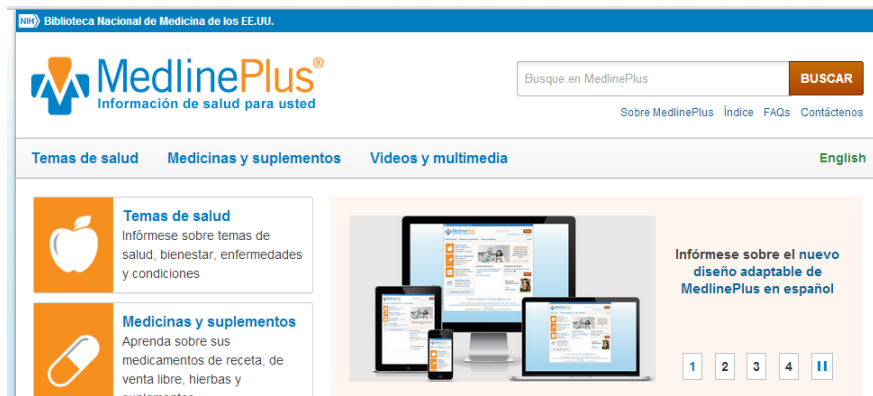 NIH Biblioteca Nacional de Medicina de los EE.UU.
MedlinePlus®
Información de salud para usted
Busque en MedlinePlus
BUSCAR
Sobre MedlinePlus Índice FAQs Contáctenos
Temas de salud Medicinas y suplementos Videos y multimedia English
Temas de salud
Infórmese sobre temas de
salud, bienestar, enfermedades
y condiciones
Infórmese sobre el nuevo
diseño adaptable de
MedlinePlus en español
1 2 3 4
Medicinas y suplementos
Aprenda sobre sus
medicamentos de receta, de
venta libre, hierbas y